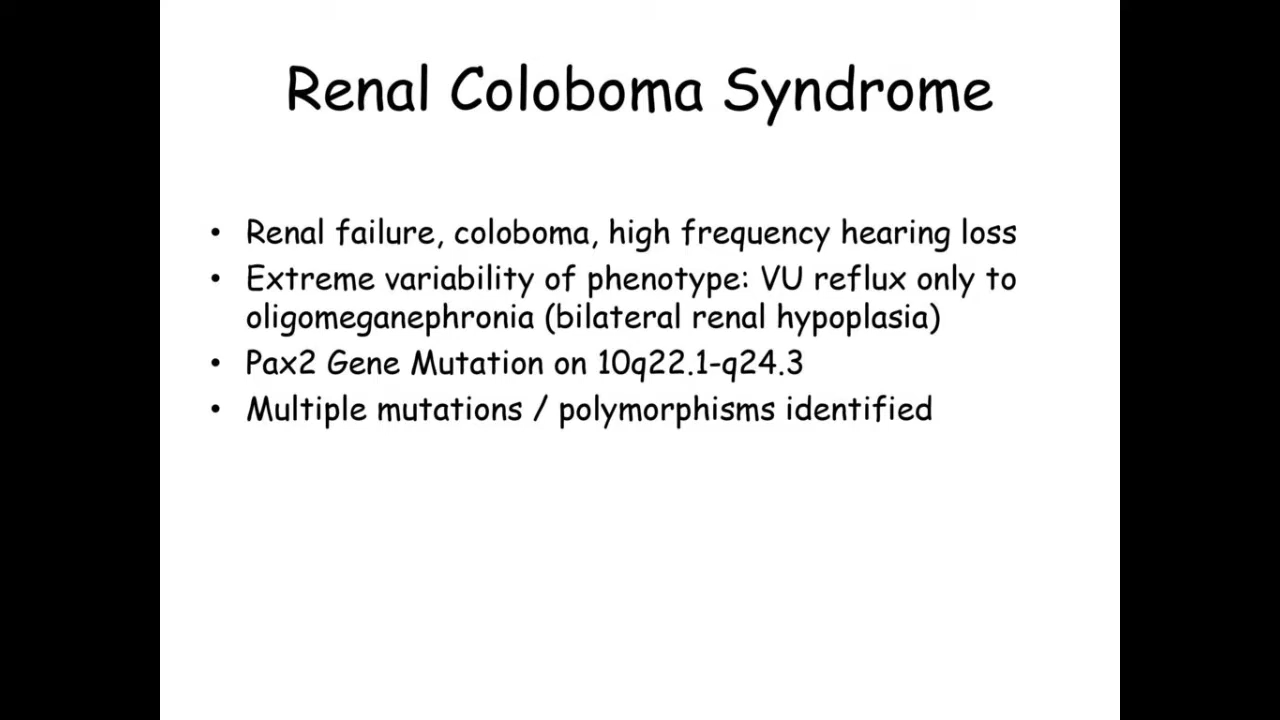 Renal Coloboma Syndrome
• Renal failure, coloboma, high frequency hearing loss
• Extreme variability of phenotype: VU reflux only to
oligomeganephronia (bilateral renal hypoplasia)
• Pax2 Gene Mutation on 10q22.1-q24.3
• Multiple mutations / polymorphisms identified